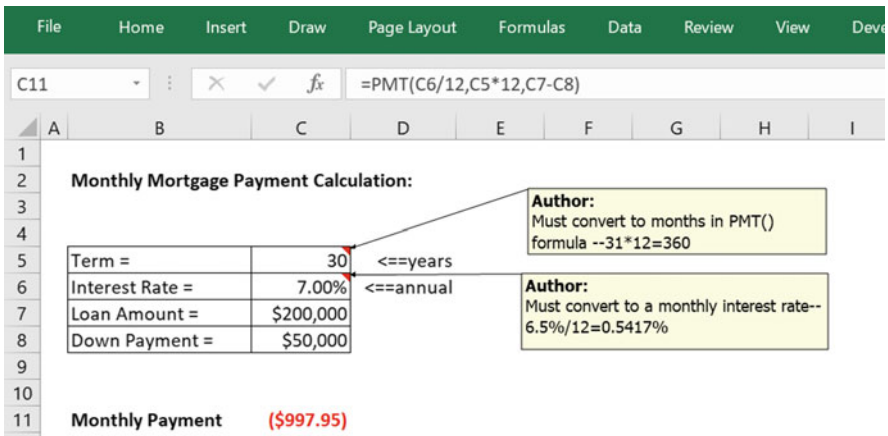 File Home Insert Draw Page Layout Formulas Data Review View Deve
C11 fx =PMT(C6/12,C5*12,C7-C8)
A B C D E F G H I
1
2 Monthly Mortgage Payment Calculation:
3
4
5 Term = 30 <==years
6 Interest Rate = 7.00% <==annual
7 Loan Amount = $200,000
8 Down Payment = $50,000
9
10
11 Monthly Payment ($997.95)
Author:
Must convert to months in PMT()
formula --31*12=360
Author:
Must convert to a monthly interest rate--
6.5%/12=0.5417%